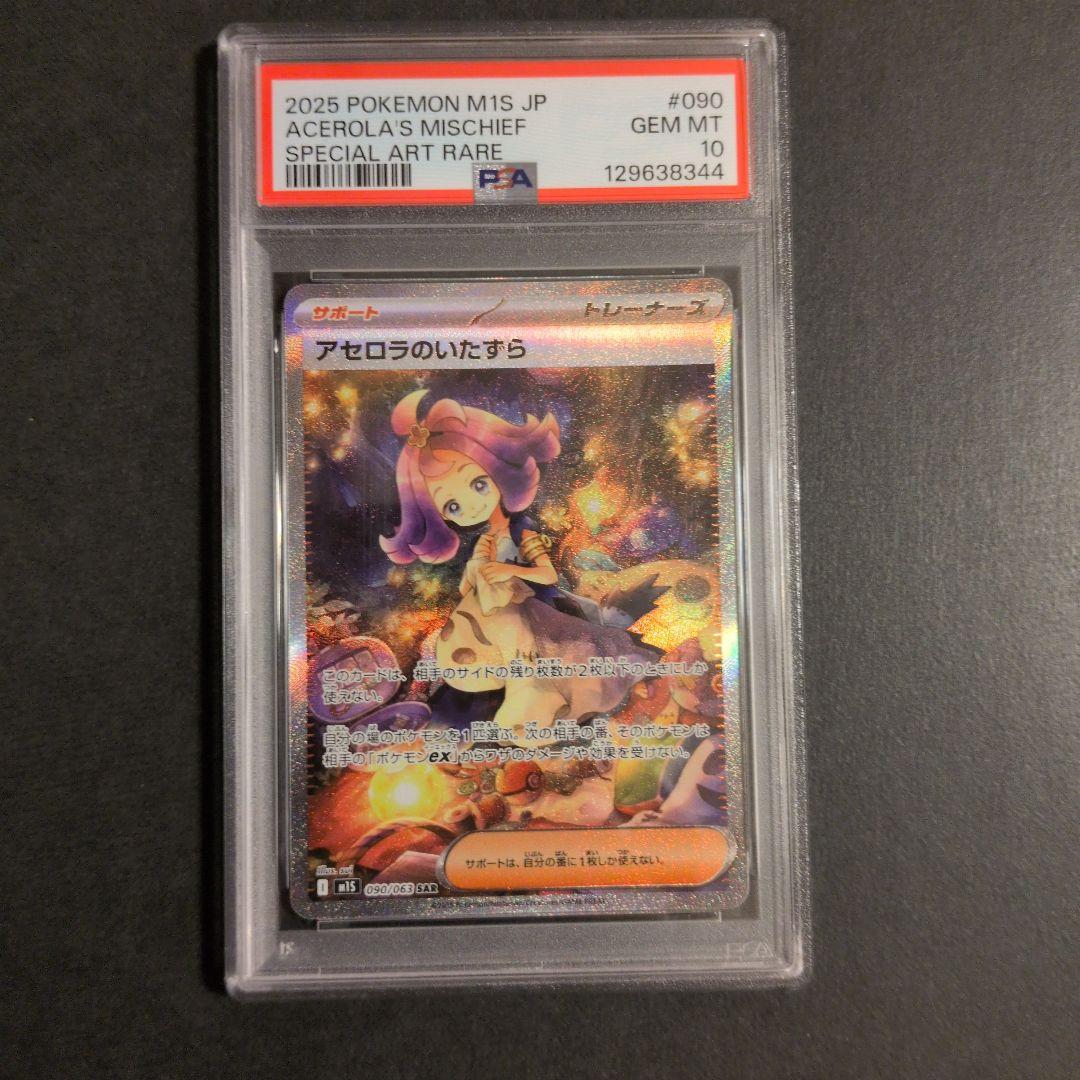 2025 POKEMON M1S JP #090
ACEROLA'S MISCHIEF GEM MT
SPECIAL ART RARE 10
PSA 129638344
サポート トレーナーズ
アセロラのいたずら
このカードは、相手のサイドの残り枚数が2枚以下のときにしか
使えない。
自分の場のポケモンを1匹選ぶ。次の相手の番、そのポケモンは
相手の「ポケモンex」からワザのダメージや効果を受けない。
サポートは、自分の番に1枚しか使えない。
Illus.
I m1S 090/063 SAR
PSA